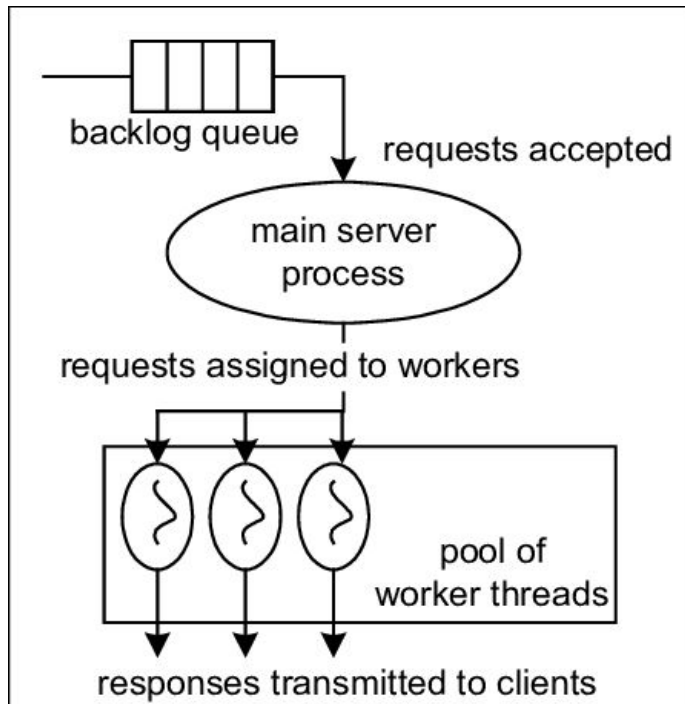 backlog queue
requests accepted
main server
process
requests assigned to workers
pool of
worker threads
responses transmitted to clients